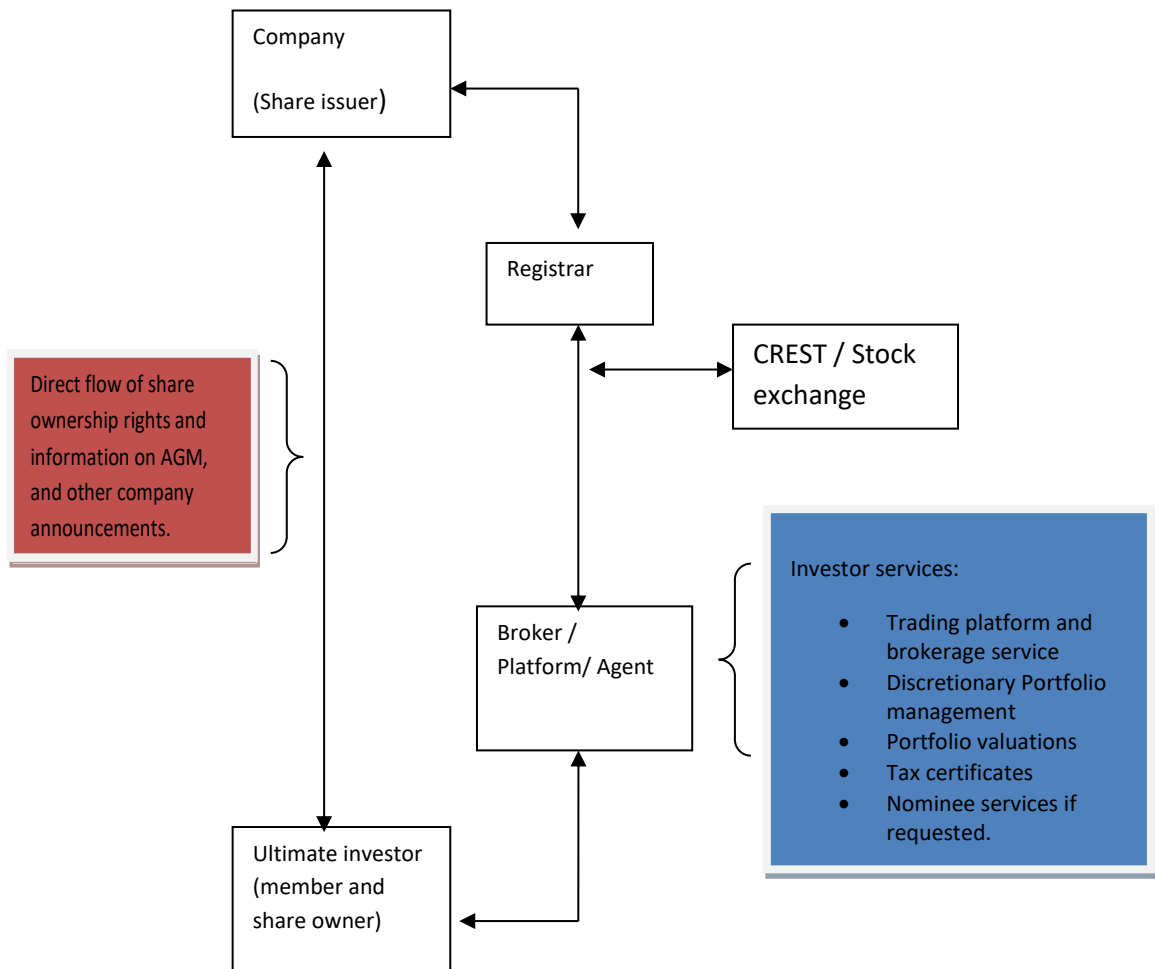 Company
(Share issuer)
Registrar
CREST / Stock
exchange
Direct flow of share
ownership rights and
information on AGM,
and other company
announcements.
Broker /
Platform/ Agent
Investor services:
• Trading platform and
brokerage service
• Discretionary Portfolio
management
• Portfolio valuations
• Tax certificates
• Nominee services if
requested.
Ultimate investor
(member and
share owner)